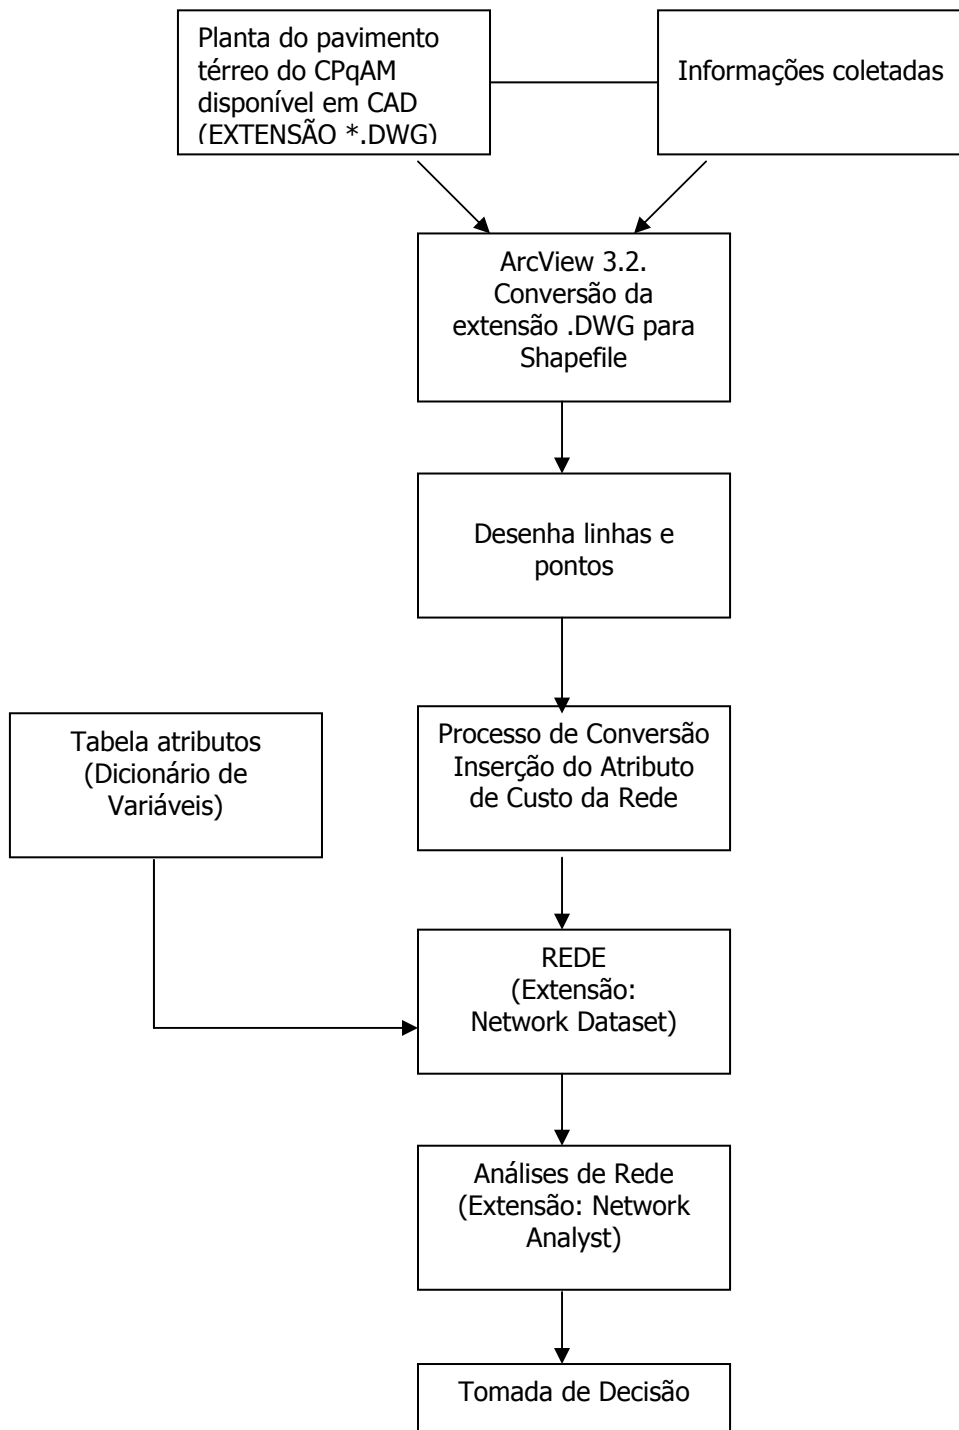 Planta do pavimento
térreo do CPqAM
disponível em CAD
(EXTENSÃO *.DWG)
Informações coletadas
ArcView 3.2.
Conversão da
extensão .DWG para
Shapefile
Desenha linhas e
pontos
Tabela atributos
(Dicionário de
Variáveis)
Processo de Conversão
Inserção do Atributo
de Custo da Rede
REDE
(Extensão:
Network Dataset)
Análises de Rede
(Extensão: Network
Analyst)
Tomada de Decisão